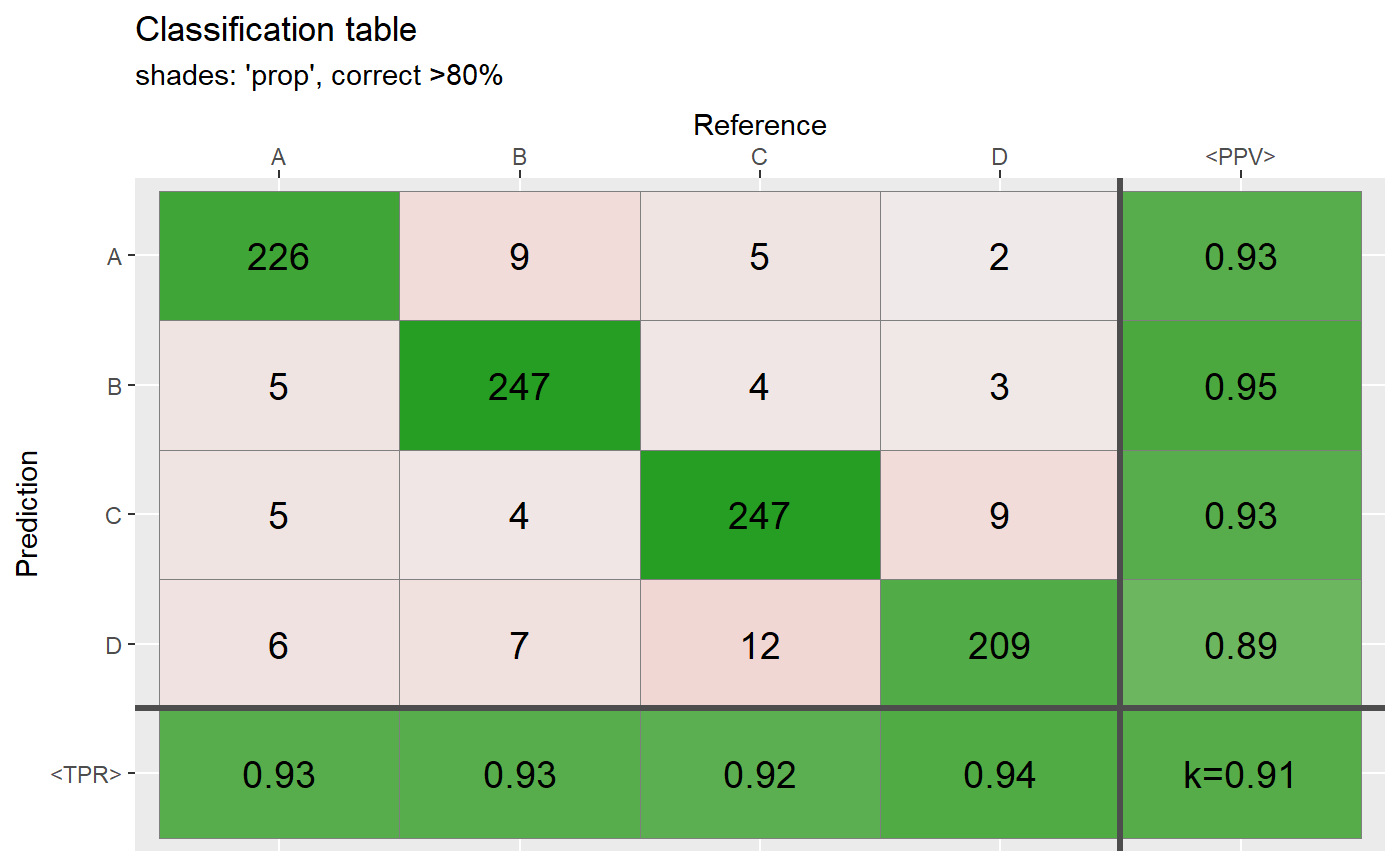 Classification table
shades: 'prop', correct >80%
Reference
A B C D <PPV>
A 226 9 5 2 0.93
B 5 247 4 3 0.95
Prediction
C 5 4 247 9 0.93
D 6 7 12 209 0.89
<TPR> 0.93 0.93 0.92 0.94 k=0.91